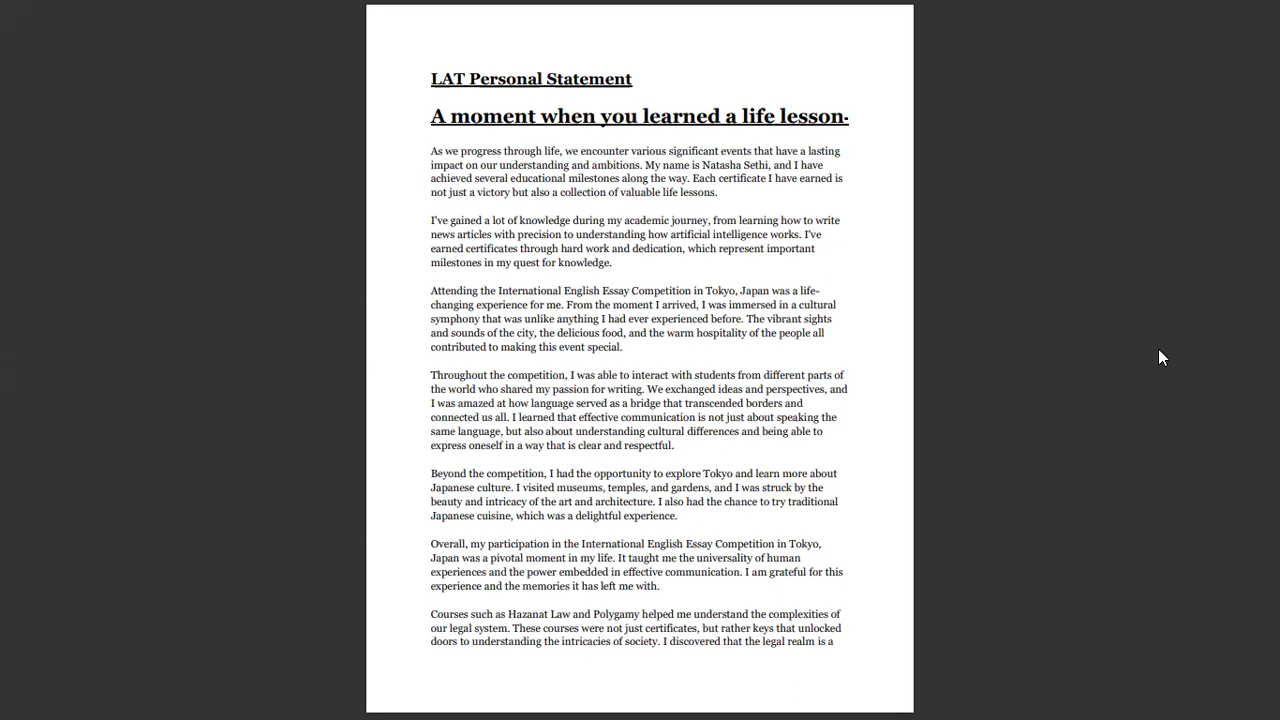 LAT Personal Statement
A moment when you learned a life lesson-
As we progress through life, we encounter various significant events that have a lasting
impact on our understanding and ambitions. My name is Natasha Sethi, and I have
achieved several educational milestones along the way. Each certificate I have earned is
not just a victory but also a collection of valuable life lessons.
I've gained a lot of knowledge during my academic journey, from learning how to write
news articles with precision to understanding how artificial intelligence works. I've
earned certificates through hard work and dedication, which represent important
milestones in my quest for knowledge.
Attending the International English Essay Competition in Tokyo, Japan was a life-
changing experience for me. From the moment I arrived, I was immersed in a cultural
symphony that was unlike anything I had ever experienced before. The vibrant sights
and sounds of the city, the delicious food, and the warm hospitality of the people all
contributed to making this event special.
Throughout the competition, I was able to interact with students from different parts of
the world who shared my passion for writing. We exchanged ideas and perspectives, and
I was amazed at how language served as a bridge that transcended borders and
connected us all. I learned that effective communication is not just about speaking the
same language, but also about understanding cultural differences and being able to
express oneself in a way that is clear and respectful.
Beyond the competition, I had the opportunity to explore Tokyo and learn more about
Japanese culture. I visited museums, temples, and gardens, and I was struck by the
beauty and intricacy of the art and architecture. I also had the chance to try traditional
Japanese cuisine, which was a delightful experience.
Overall, my participation in the International English Essay Competition in Tokyo,
Japan was a pivotal moment in my life. It taught me the universality of human
experiences and the power embedded in effective communication. I am grateful for this
experience and the memories it has left me with.
Courses such as Hazanat Law and Polygamy helped me understand the complexities of
our legal system. These courses were not just certificates, but rather keys that unlocked
doors to understanding the intricacies of society. I discovered that the legal realm is a